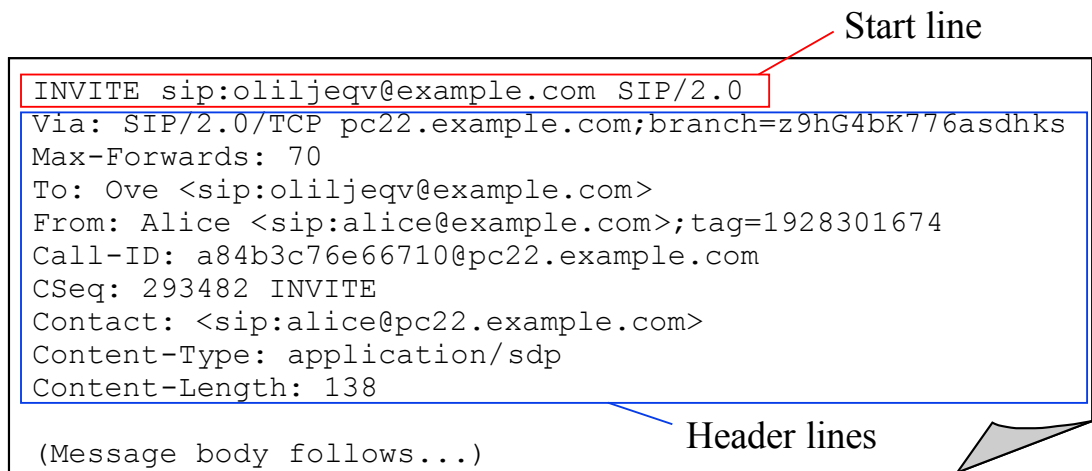 Start line
INVITE sip:oliljeqv@example.com SIP/2.0
Via: SIP/2.0/TCP pc22.example.com;branch=z9hG4bK776asdhks
Max-Forwards: 70
To: Ove <sip:oliljeqv@example.com>
From: Alice <sip:alice@example.com>;tag=1928301674
Call-ID: a84b3c76e66710@pc22.example.com
CSeq: 293482 INVITE
Contact: <sip:alice@pc22.example.com>
Content-Type: application/sdp
Content-Length: 138
Header lines
(Message body follows...)